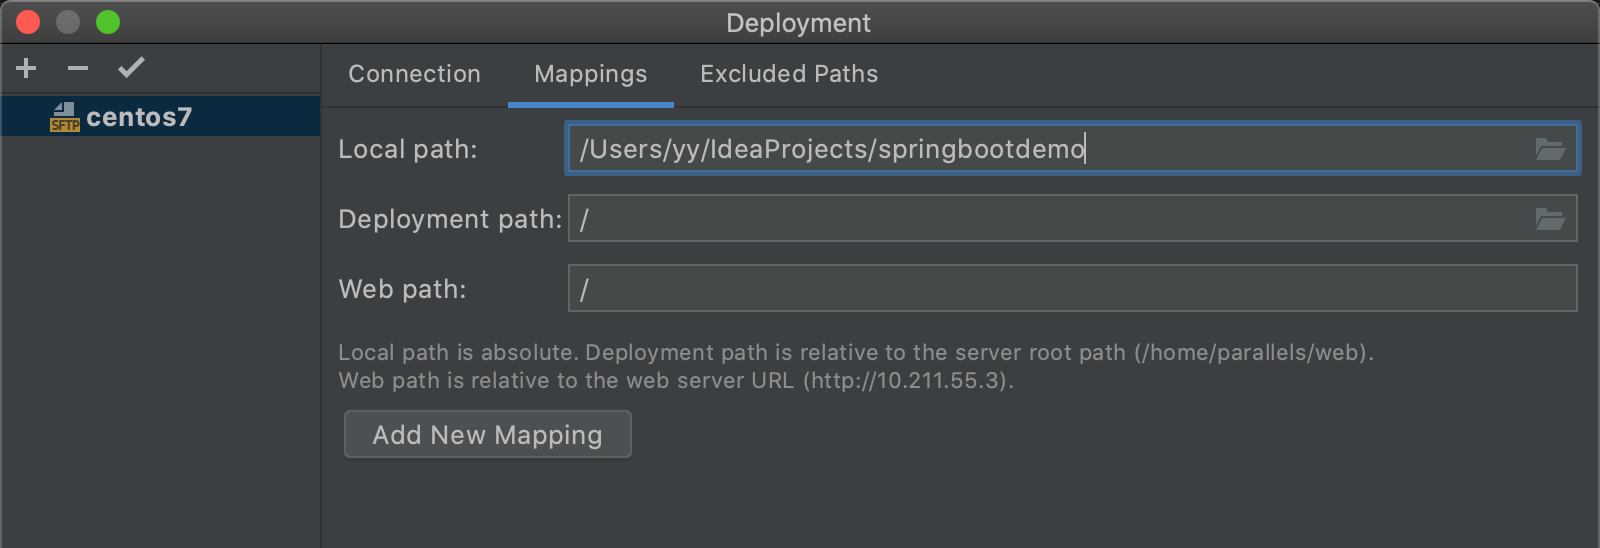 Deployment
Connection Mappings Excluded Paths
SFTP centos7
Local path: /Users/yy/IdeaProjects/springbootdemo
Deployment path: /
Web path: /
Local path is absolute. Deployment path is relative to the server root path (/home/parallels/web).
Web path is relative to the web server URL (http://10.211.55.3).
Add New Mapping